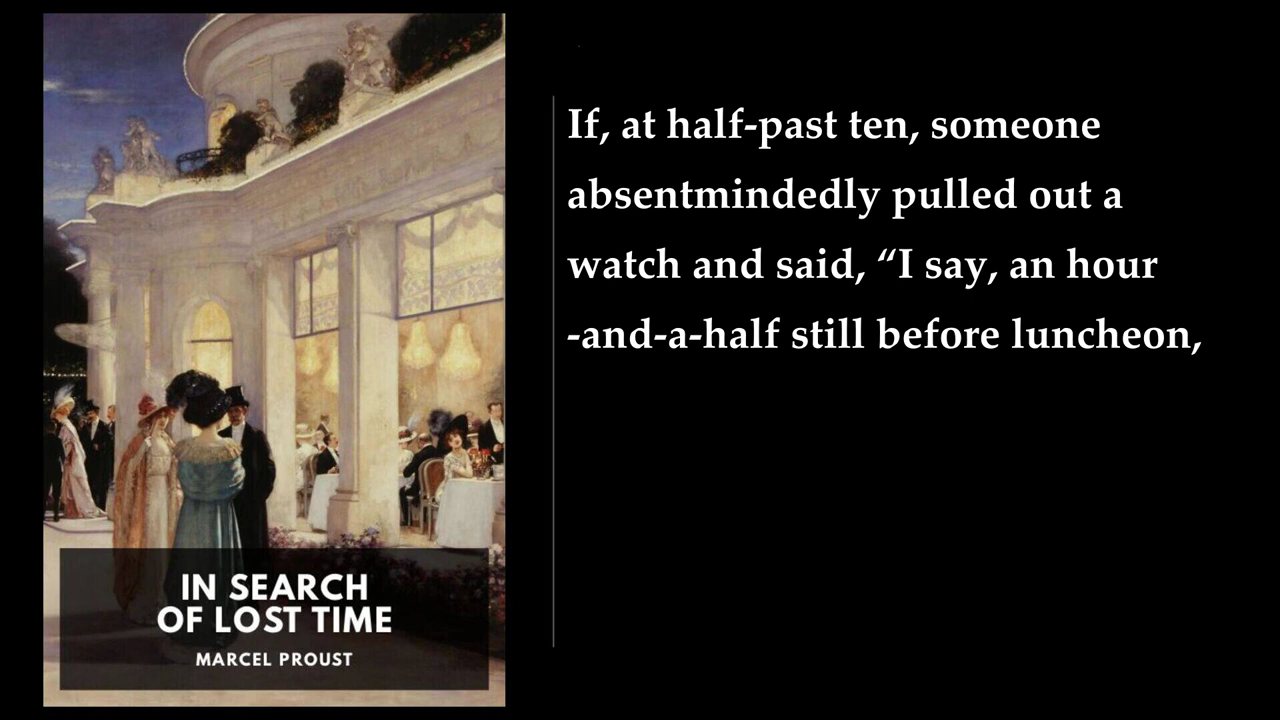 If, at half-past ten, someone
absentmindedly pulled out a
watch and said, “I say, an hour
-and-a-half still before luncheon,
IN SEARCH
OF LOST TIME
MARCEL PROUST